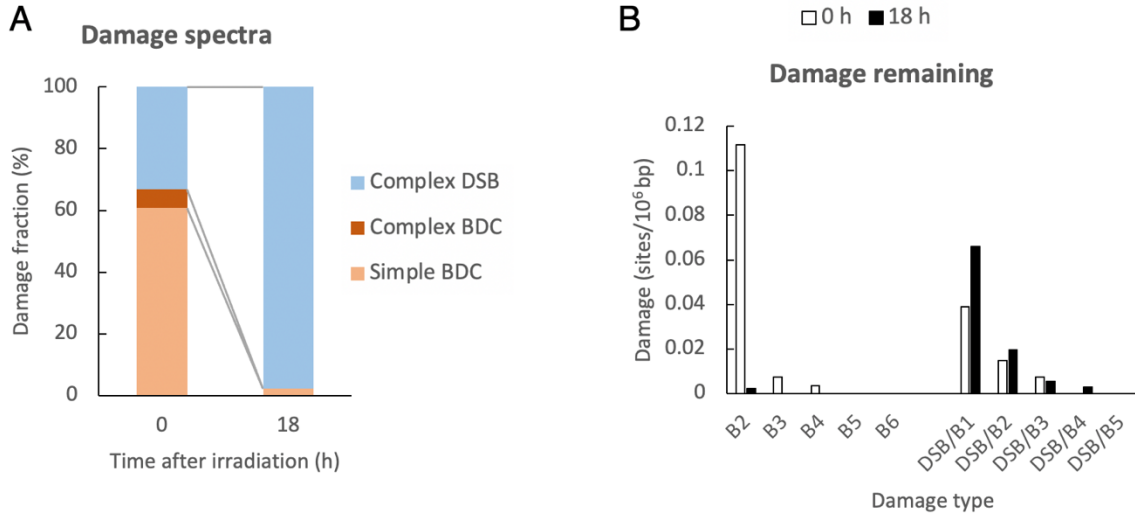 A
Damage spectra
Damage fraction (%)
100
80
60
40
20
0
0 18
Time after irradiation (h)
Complex DSB
Complex BDC
Simple BDC
B
0 h 18 h
Damage remaining
Damage (sites/10⁶ bp)
0.12
0.1
0.08
0.06
0.04
0.02
0
B2 B3 B4 B5 B6 DSB/B1 DSB/B2 DSB/B3 DSB/B4 DSB/B5
Damage type